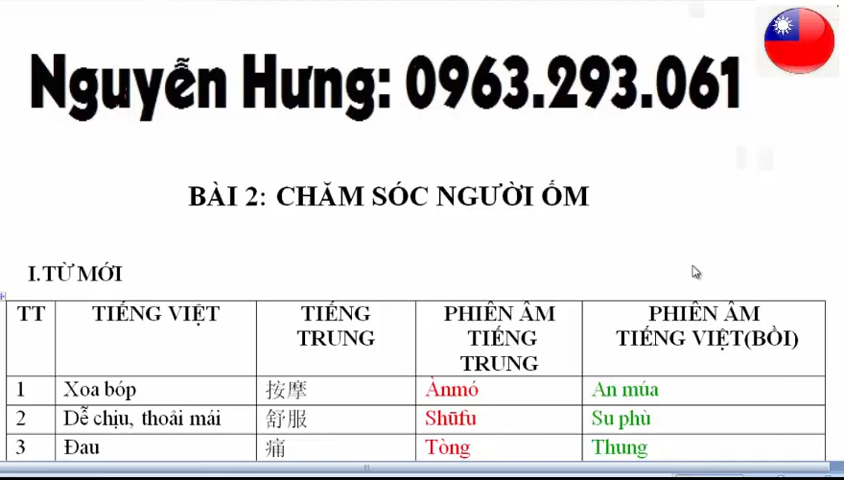 Nguyễn Hưng: 0963.293.061
BÀI 2: CHĂM SÓC NGƯỜI ỐM
I.TỪ MỚI
TT TIẾNG VIỆT TIẾNG TRUNG PHIÊN ÂM TIẾNG TRUNG PHIÊN ÂM TIẾNG VIỆT(BỒI)
1 Xoa bóp 按摩 Ànmó An múa
2 Dễ chịu, thoải mái 舒服 Shūfu Su phù
3 Đau 痛 Tòng Thung